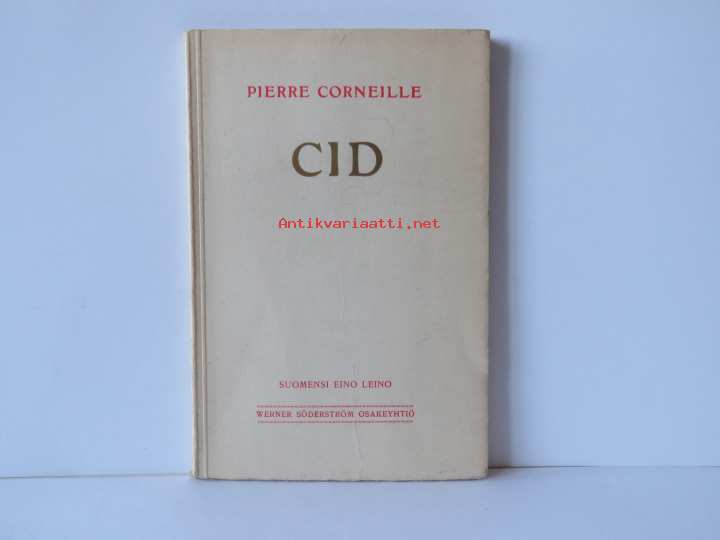 PIERRE CORNEILLE
CID
Antikvariaatti.net
SUOMENSI EINO LEINO
WERNER SÖDERSTRÖM OSAKEYHTIÖ